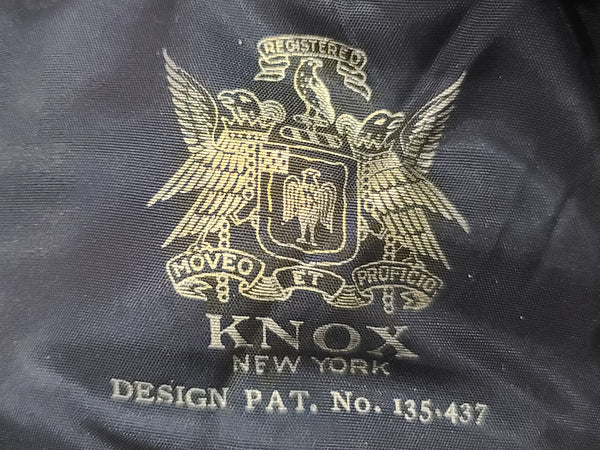 REGISTERED
MOVEO ET PROFICIO
KNOX
NEW YORK
DESIGN PAT. No. 135.437